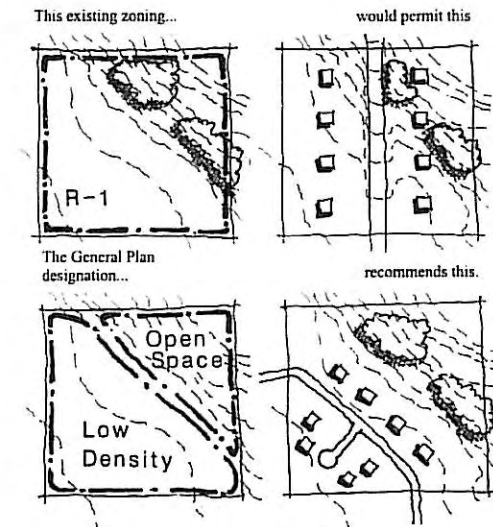 This existing zoning...
would permit this
R-1
The General Plan
designation...
recommends this.
Open
Space
Low
Density